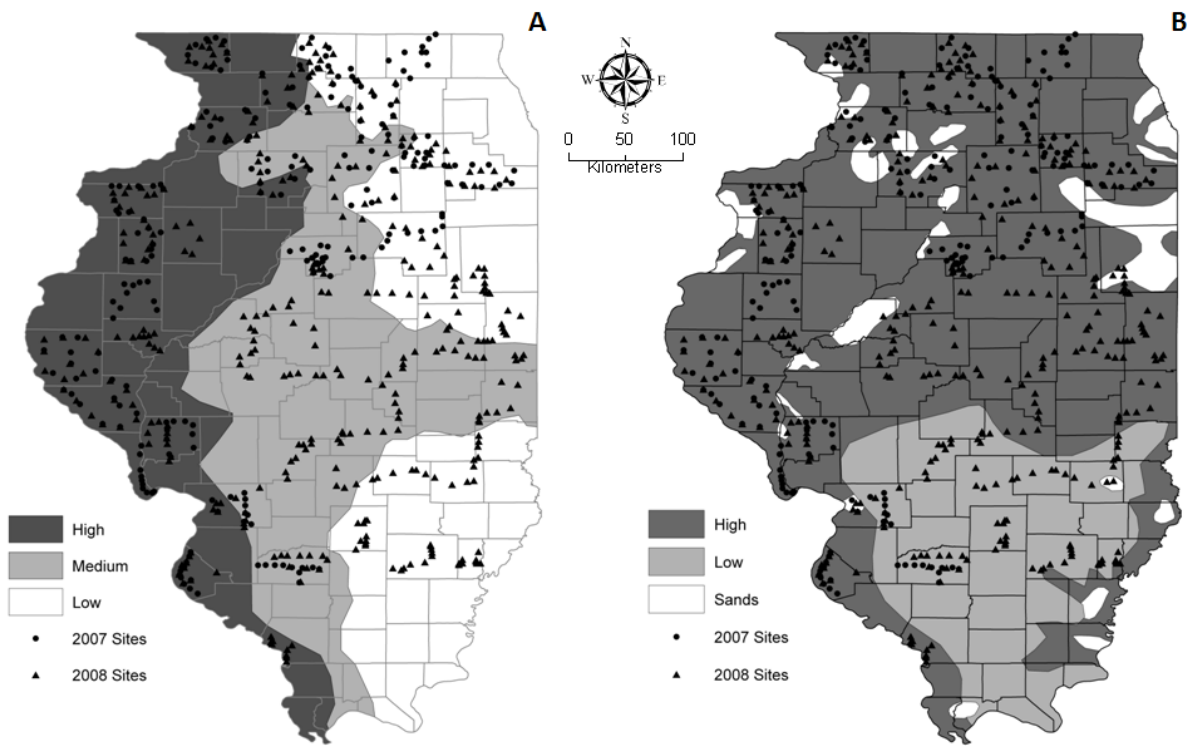 A
B
N
W E
S
0 50 100
Kilometers
High
Medium
Low
2007 Sites
2008 Sites
High
Low
Sands
2007 Sites
2008 Sites